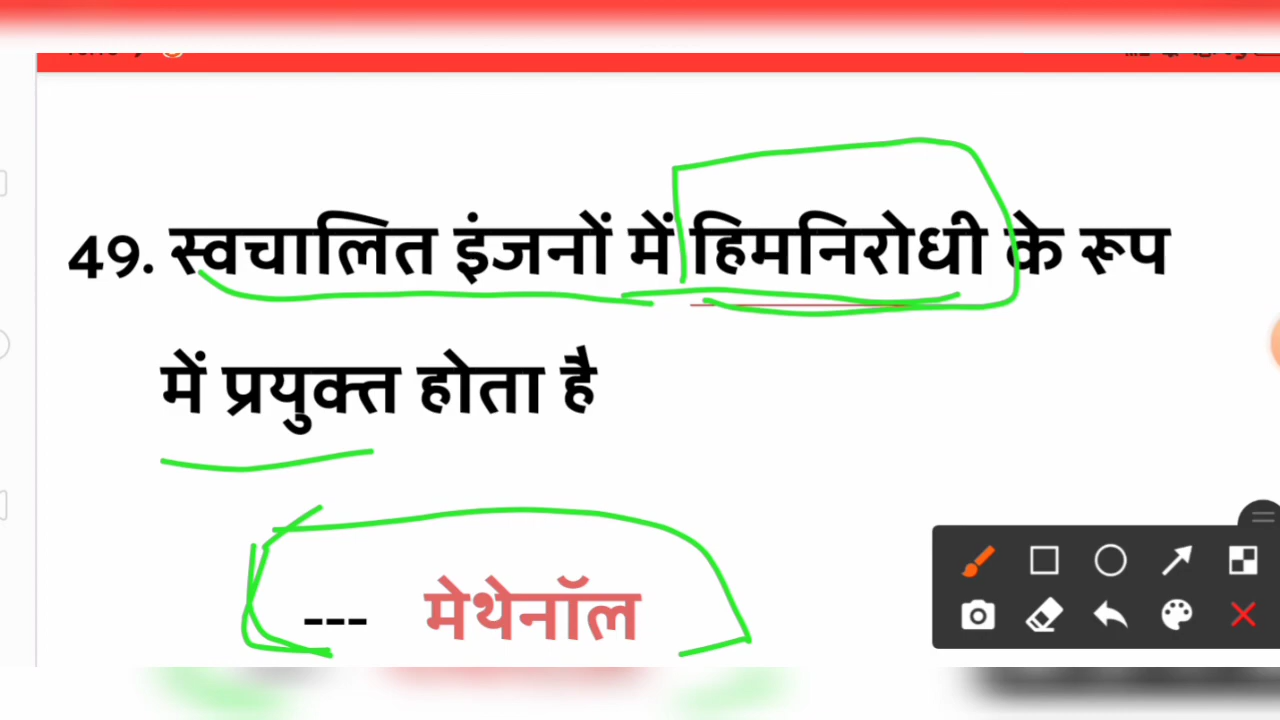 49. स्वचालित इंजनों में हिमनिरोधी के रूप
में प्रयुक्त होता है
--- मेथेनॉल